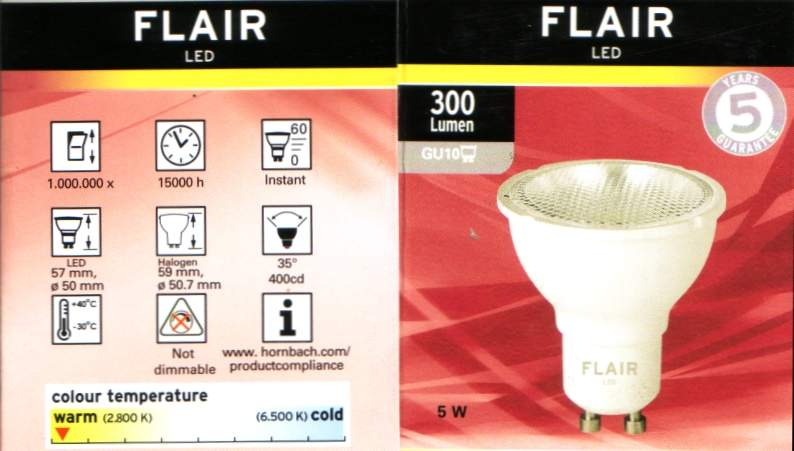 FLAIR
LED
1.000.000 x
15000 h
60
0
Instant
LED
57 mm,
ø 50 mm
Halogen
59 mm,
ø 50.7 mm
35°
400cd
+40°C
-30°C
Not
dimmable
i
www. hornbach.com/
productcompliance
colour temperature
warm (2.800 K)
(6.500 K) cold
FLAIR
LED
300
Lumen
GU10
YEARS
5
GUARANTEE
FLAIR
LED
5 W